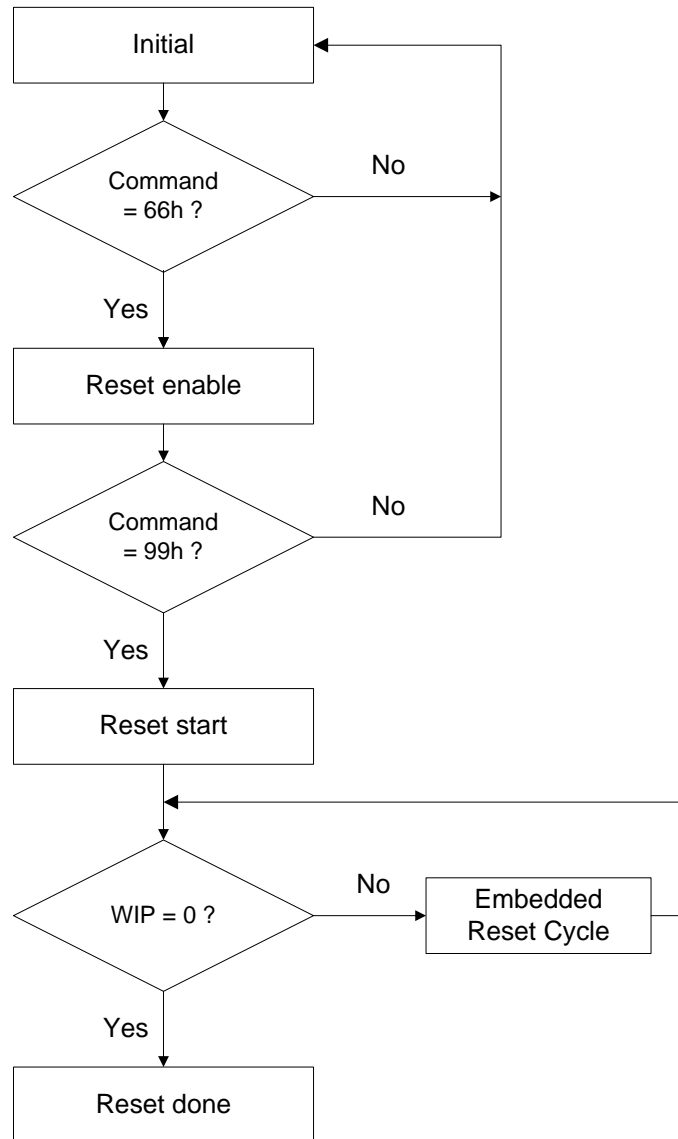 Initial
Command
= 66h ?
No
Yes
Reset enable
Command
= 99h ?
No
Yes
Reset start
WIP = 0 ?
No
Embedded
Reset Cycle
Yes
Reset done